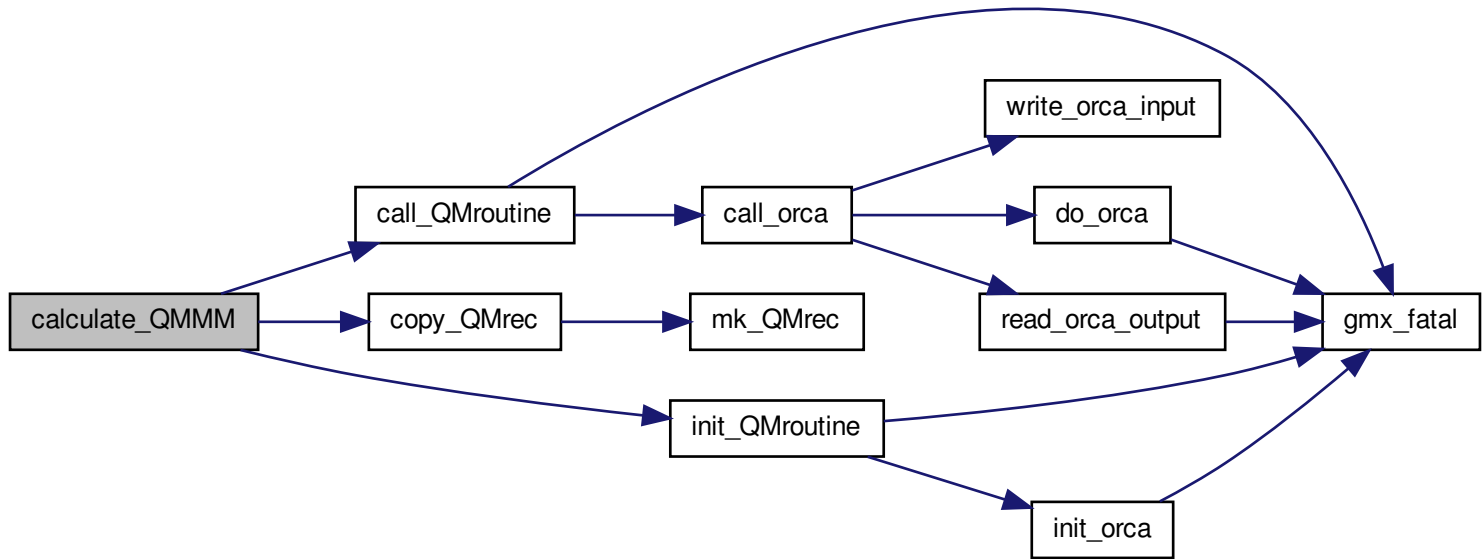 write_orca_input
call_QMroutine
call_orca
do_orca
calculate_QMMM
copy_QMrec
mk_QMrec
read_orca_output
gmx_fatal
init_QMroutine
init_orca